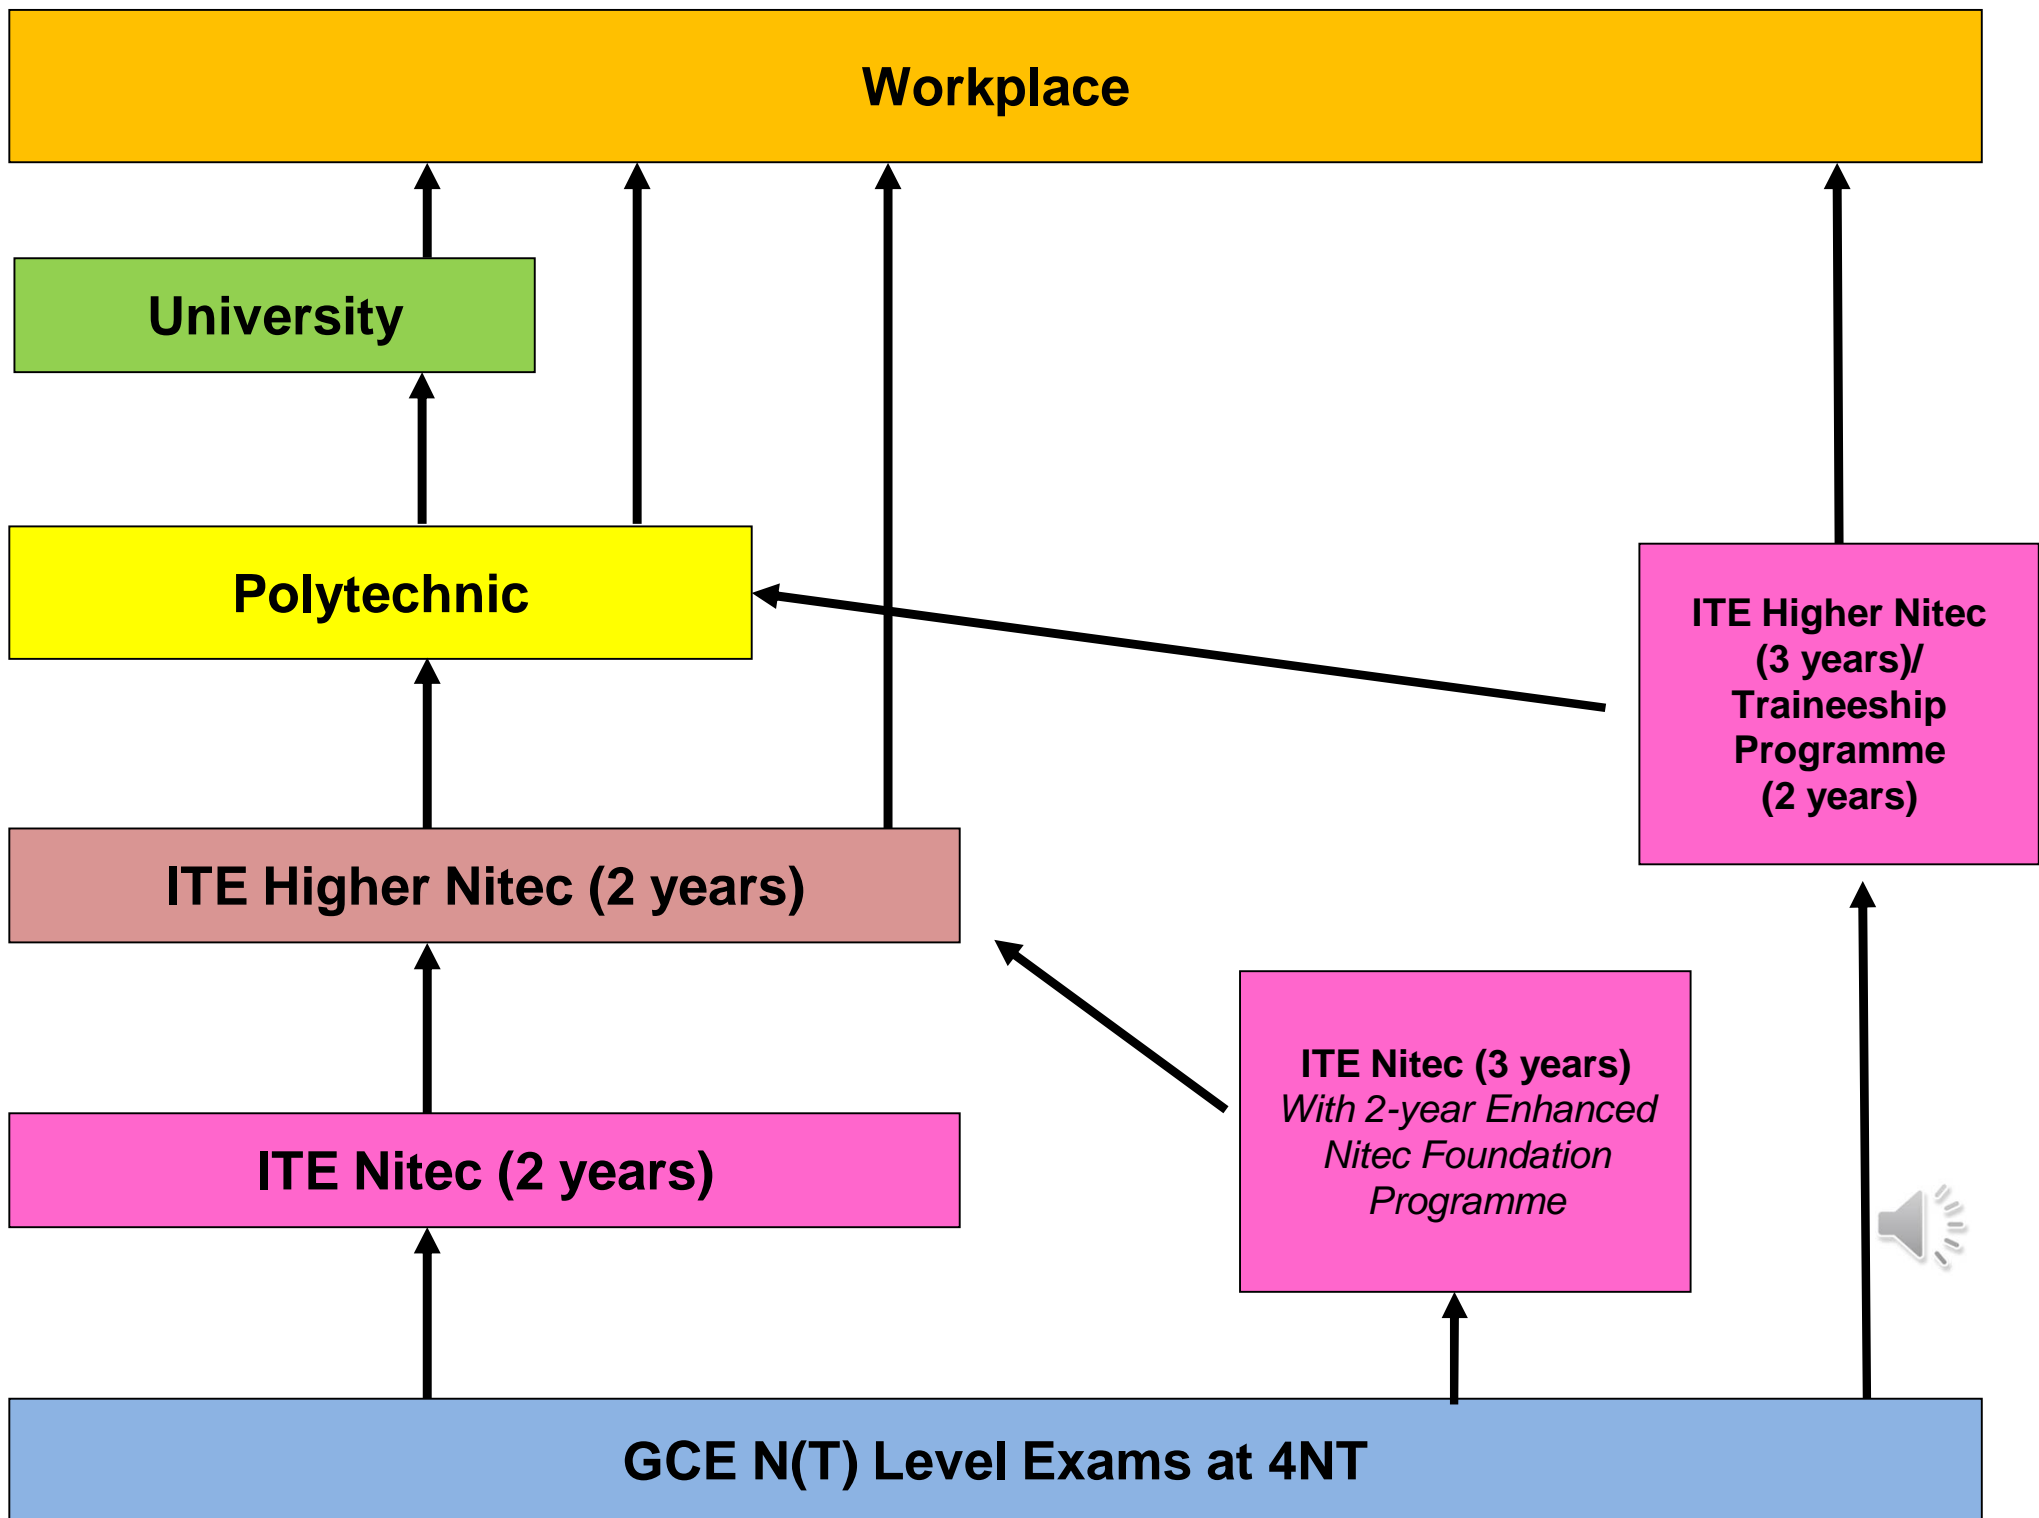 Workplace
University
Polytechnic
ITE Higher Nitec
(3 years)/
Traineeship
Programme
(2 years)
ITE Higher Nitec (2 years)
ITE Nitec (3 years)
With 2-year Enhanced
Nitec Foundation
Programme
ITE Nitec (2 years)
GCE N(T) Level Exams at 4NT